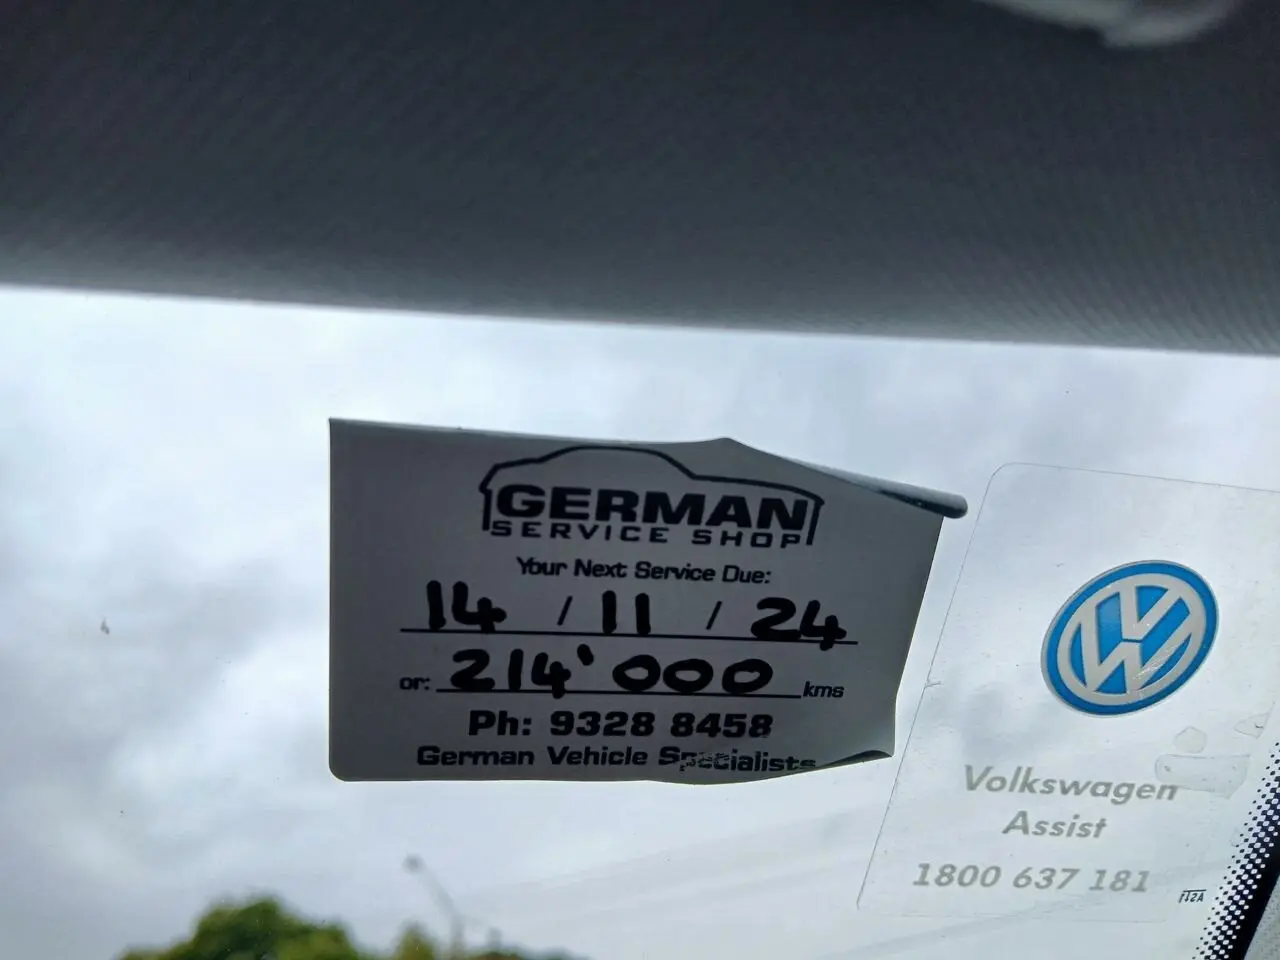 GERMAN
SERVICE SHOP
Your Next Service Due:
14 / 11 / 24
or: 214'000 kms
Ph: 9328 8458
German Vehicle Specialists
Volkswagen
Assist
1800 637 181